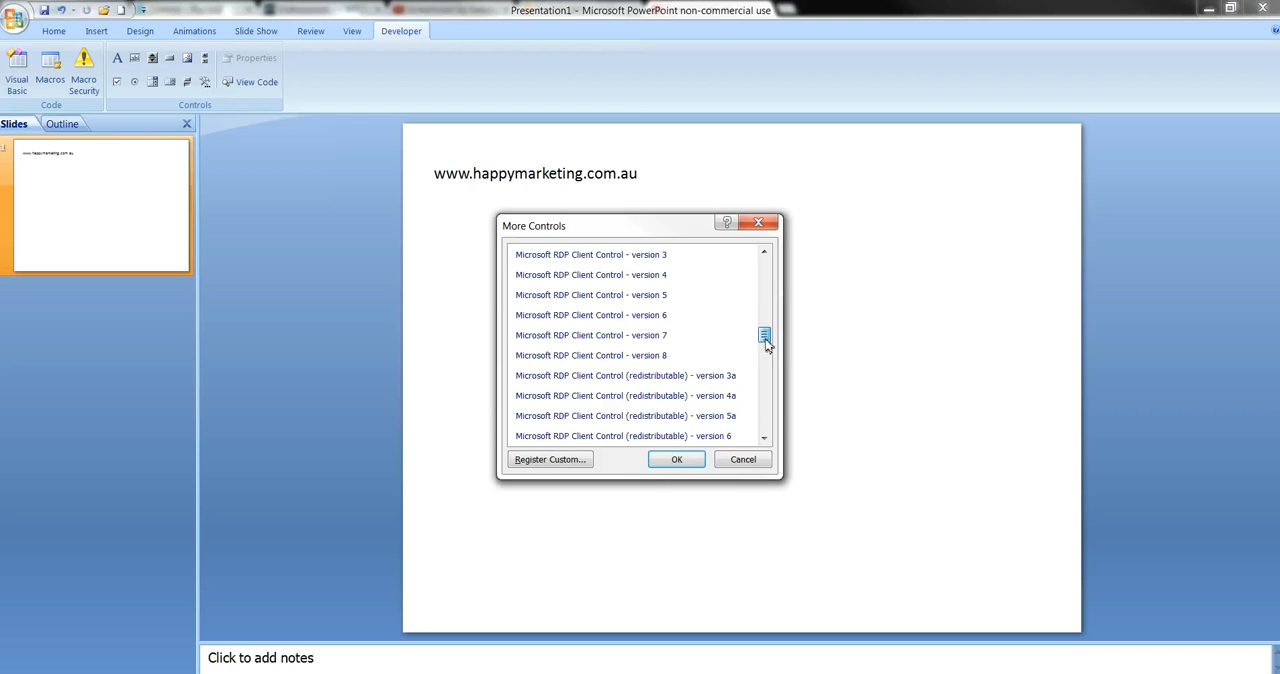 Presentation1 - Microsoft PowerPoint non-commercial use
Home Insert Design Animations Slide Show Review View Developer
Visual Basic
Macros
Macro Security
Properties
View Code
Code
Controls
Slides Outline
1
www.happymarketing.com.au
www.happymarketing.com.au
More Controls
Microsoft RDP Client Control - version 3
Microsoft RDP Client Control - version 4
Microsoft RDP Client Control - version 5
Microsoft RDP Client Control - version 6
Microsoft RDP Client Control - version 7
Microsoft RDP Client Control - version 8
Microsoft RDP Client Control (redistributable) - version 3a
Microsoft RDP Client Control (redistributable) - version 4a
Microsoft RDP Client Control (redistributable) - version 5a
Microsoft RDP Client Control (redistributable) - version 6
Register Custom... OK Cancel
Click to add notes